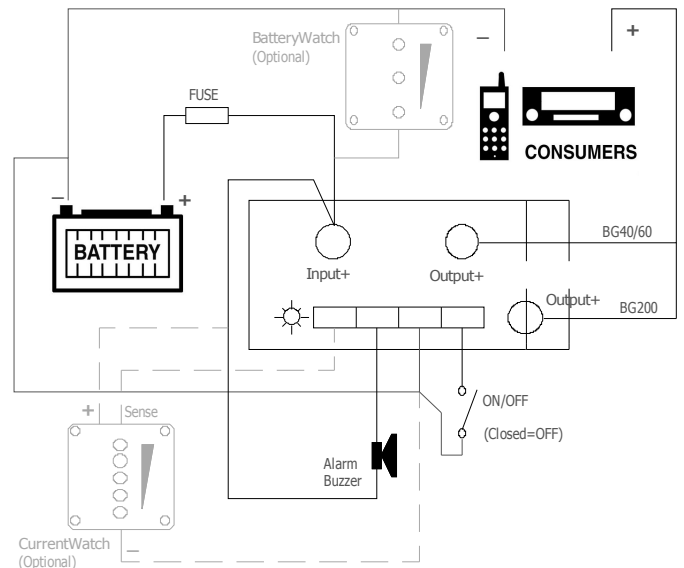 BatteryWatch
(Optional)
–
+
FUSE
CONSUMERS
– +
BATTERY
BG40/60
Input+
Output+
Output+
BG200
+ Sense
ON/OFF
(Closed=OFF)
Alarm
Buzzer
CurrentWatch
(Optional)
–